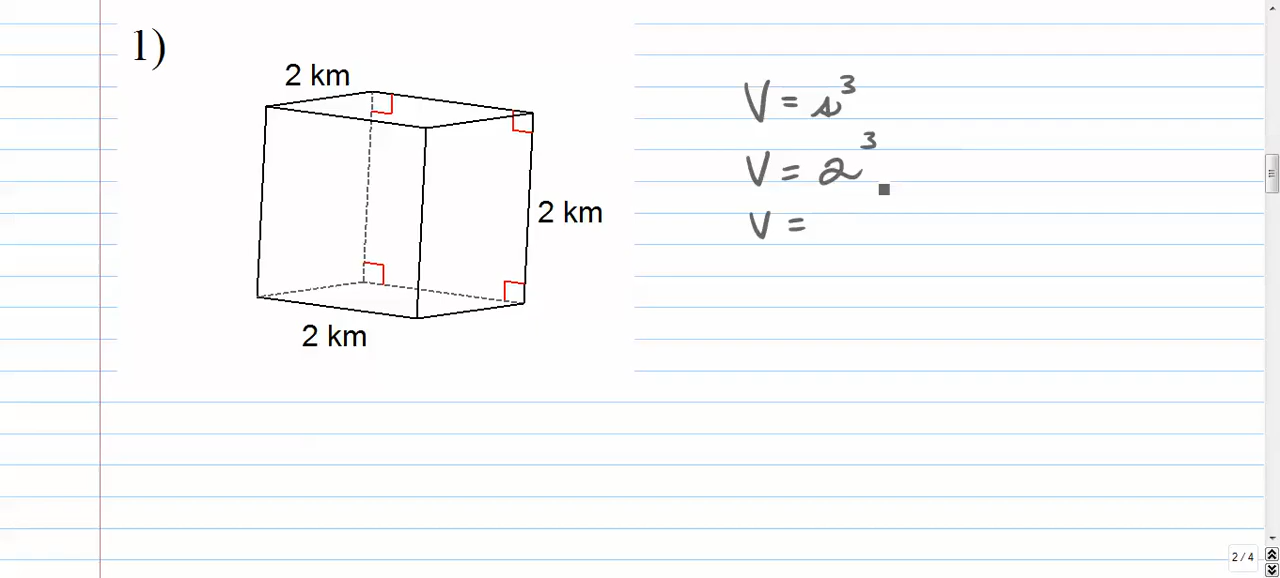 1)
2 km
V = s³
V = 2³
2 km
V =
2 km
2 / 4